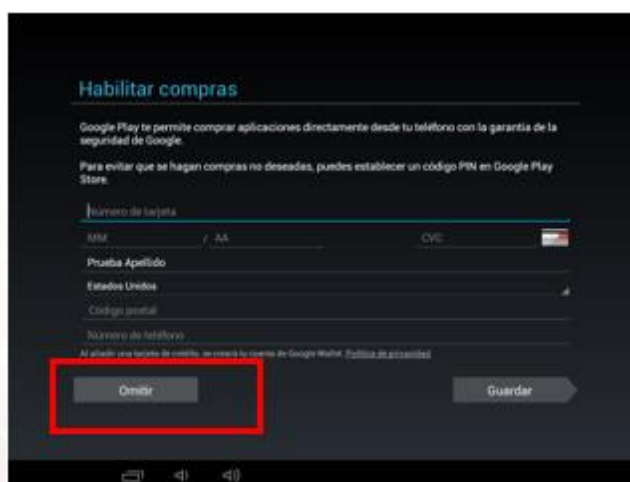 Habilitar compras
Google Play te permite comprar aplicaciones directamente desde tu teléfono con la garantía de la
seguridad de Google.
Para evitar que se hagan compras no deseadas, puedes establecer un código PIN en Google Play
Store.
Número de tarjeta
MM / AA CVC
Prueba Apellido
Estados Unidos
Código postal
Número de teléfono
Al añadir una tarjeta de crédito, se creará tu cuenta de Google Wallet. Política de privacidad
Omitir Guardar